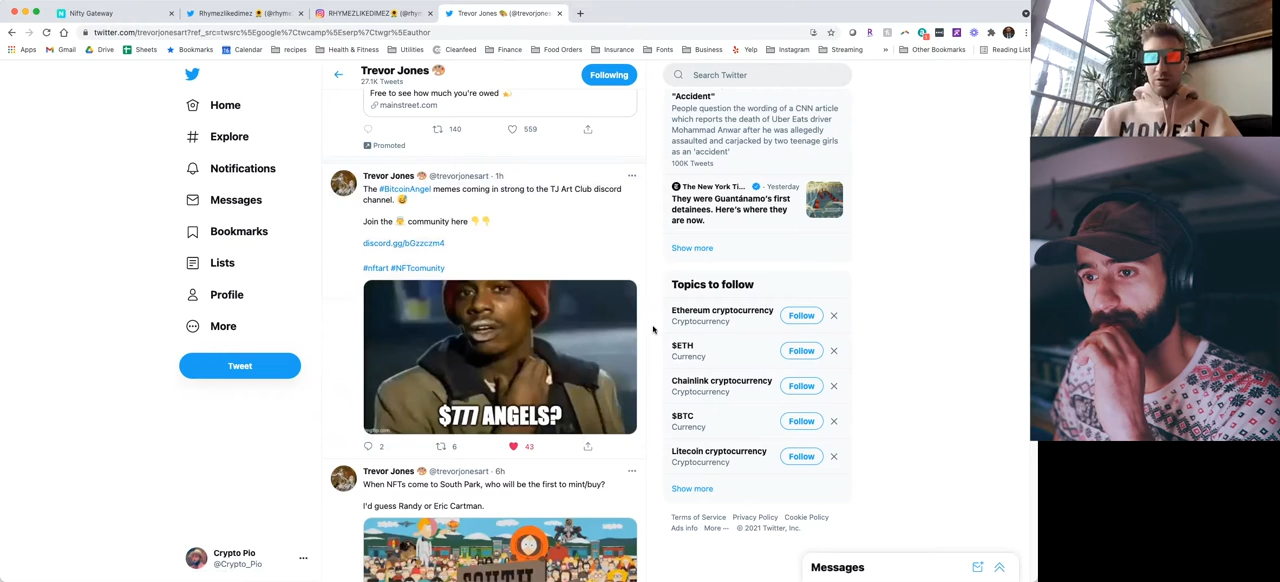 Nifty Gateway
Rhymezlikedimez
(@rhyme
RHYMEZLIKEDIMEZ
(@rhy
Trevor Jones
(@trevorjones
twitter.com/trevorjonesart?ref_src=twsrc%5Egoogle%7Ctwcamp%5Eserp%7Ctwgr%5Eauthor
Apps
Gmail
Drive
Sheets
Bookmarks
Calendar
recipes
Health & Fitness
Utilities
Cleanfeed
Finance
Food Orders
Insurance
Fonts
Business
Yelp
Instagram
Streaming
»
Other Bookmarks
Reading List
Home
Explore
Notifications
Messages
Bookmarks
Lists
Profile
More
Tweet
Crypto Pio
@Crypto_Pio
Trevor Jones
27.1K Tweets
Following
Free to see how much you're owed
mainstreet.com
140
559
Promoted
Trevor Jones @trevorjonesart · 1h
The #BitcoinAngel memes coming in strong to the TJ Art Club discord
channel.
Join the community here
discord.gg/bGzzczm4
#nftart #NFTcomunity
$777 ANGELS?
imgflip.com
2
6
43
Trevor Jones @trevorjonesart · 6h
When NFTs come to South Park, who will be the first to mint/buy?
I'd guess Randy or Eric Cartman.
SOUTH
Search Twitter
"Accident"
People question the wording of a CNN article
which reports the death of Uber Eats driver
Mohammad Anwar after he was allegedly
assaulted and carjacked by two teenage girls
as an 'accident'
100K Tweets
The New York Ti... · Yesterday
They were Guantánamo's first
detainees. Here's where they
are now.
Show more
Topics to follow
Ethereum cryptocurrency
Cryptocurrency
Follow
$ETH
Currency
Follow
Chainlink cryptocurrency
Cryptocurrency
Follow
$BTC
Currency
Follow
Litecoin cryptocurrency
Cryptocurrency
Follow
Show more
Terms of Service Privacy Policy Cookie Policy
Ads info More ··· © 2021 Twitter, Inc.
Messages
MOMENT